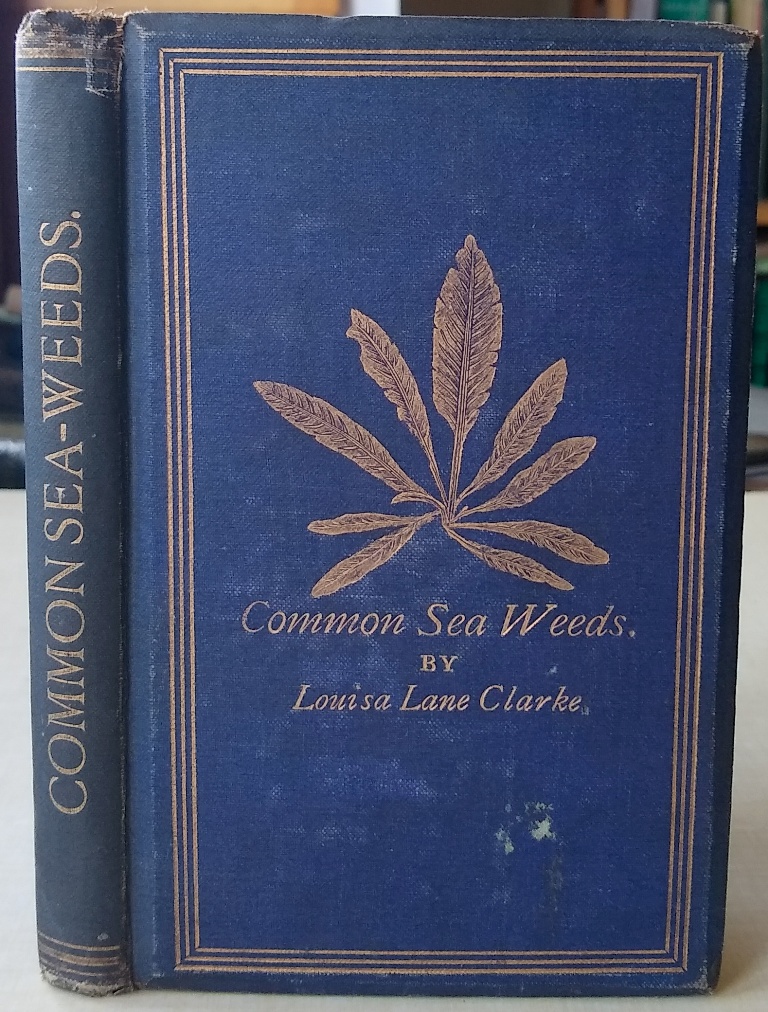 COMMON SEA-WEEDS.
Common Sea Weeds.
BY
Louisa Lane Clarke.